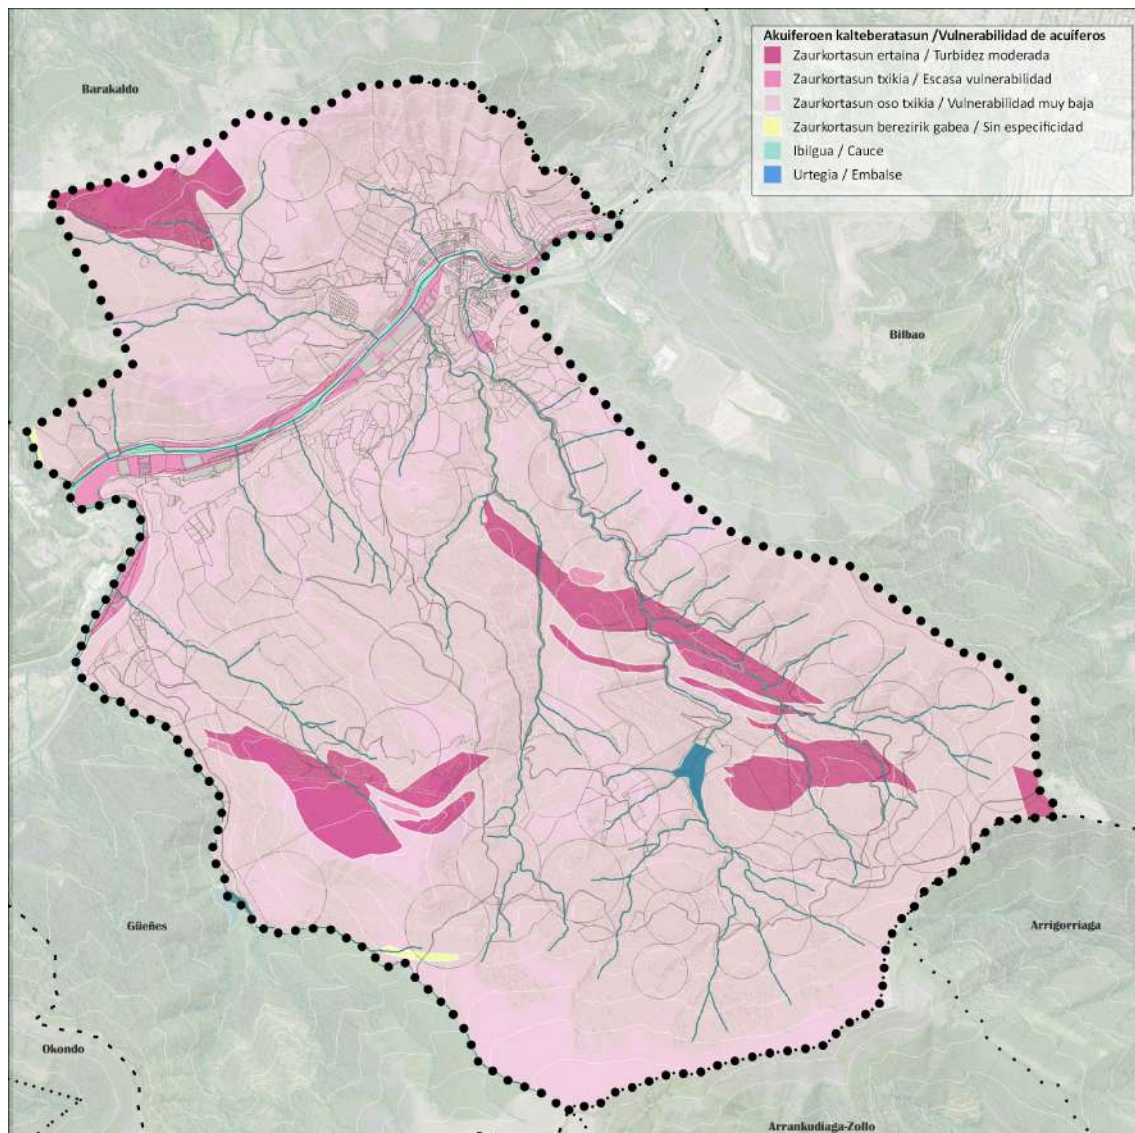 Akuiferoen kalteberatasun /Vulnerabilidad de acuíferos
Zaurkortasun ertaina / Turbidez moderada
Zaurkortasun txikia / Escasa vulnerabilidad
Zaurkortasun oso txikia / Vulnerabilidad muy baja
Zaurkortasun berezirik gabea / Sin especificidad
Ibilgua / Cauce
Urtegia / Embalse
Barakaldo
Bilbao
Güeñes
Arrigorriaga
Okondo
Arrankudiaga-Zollo